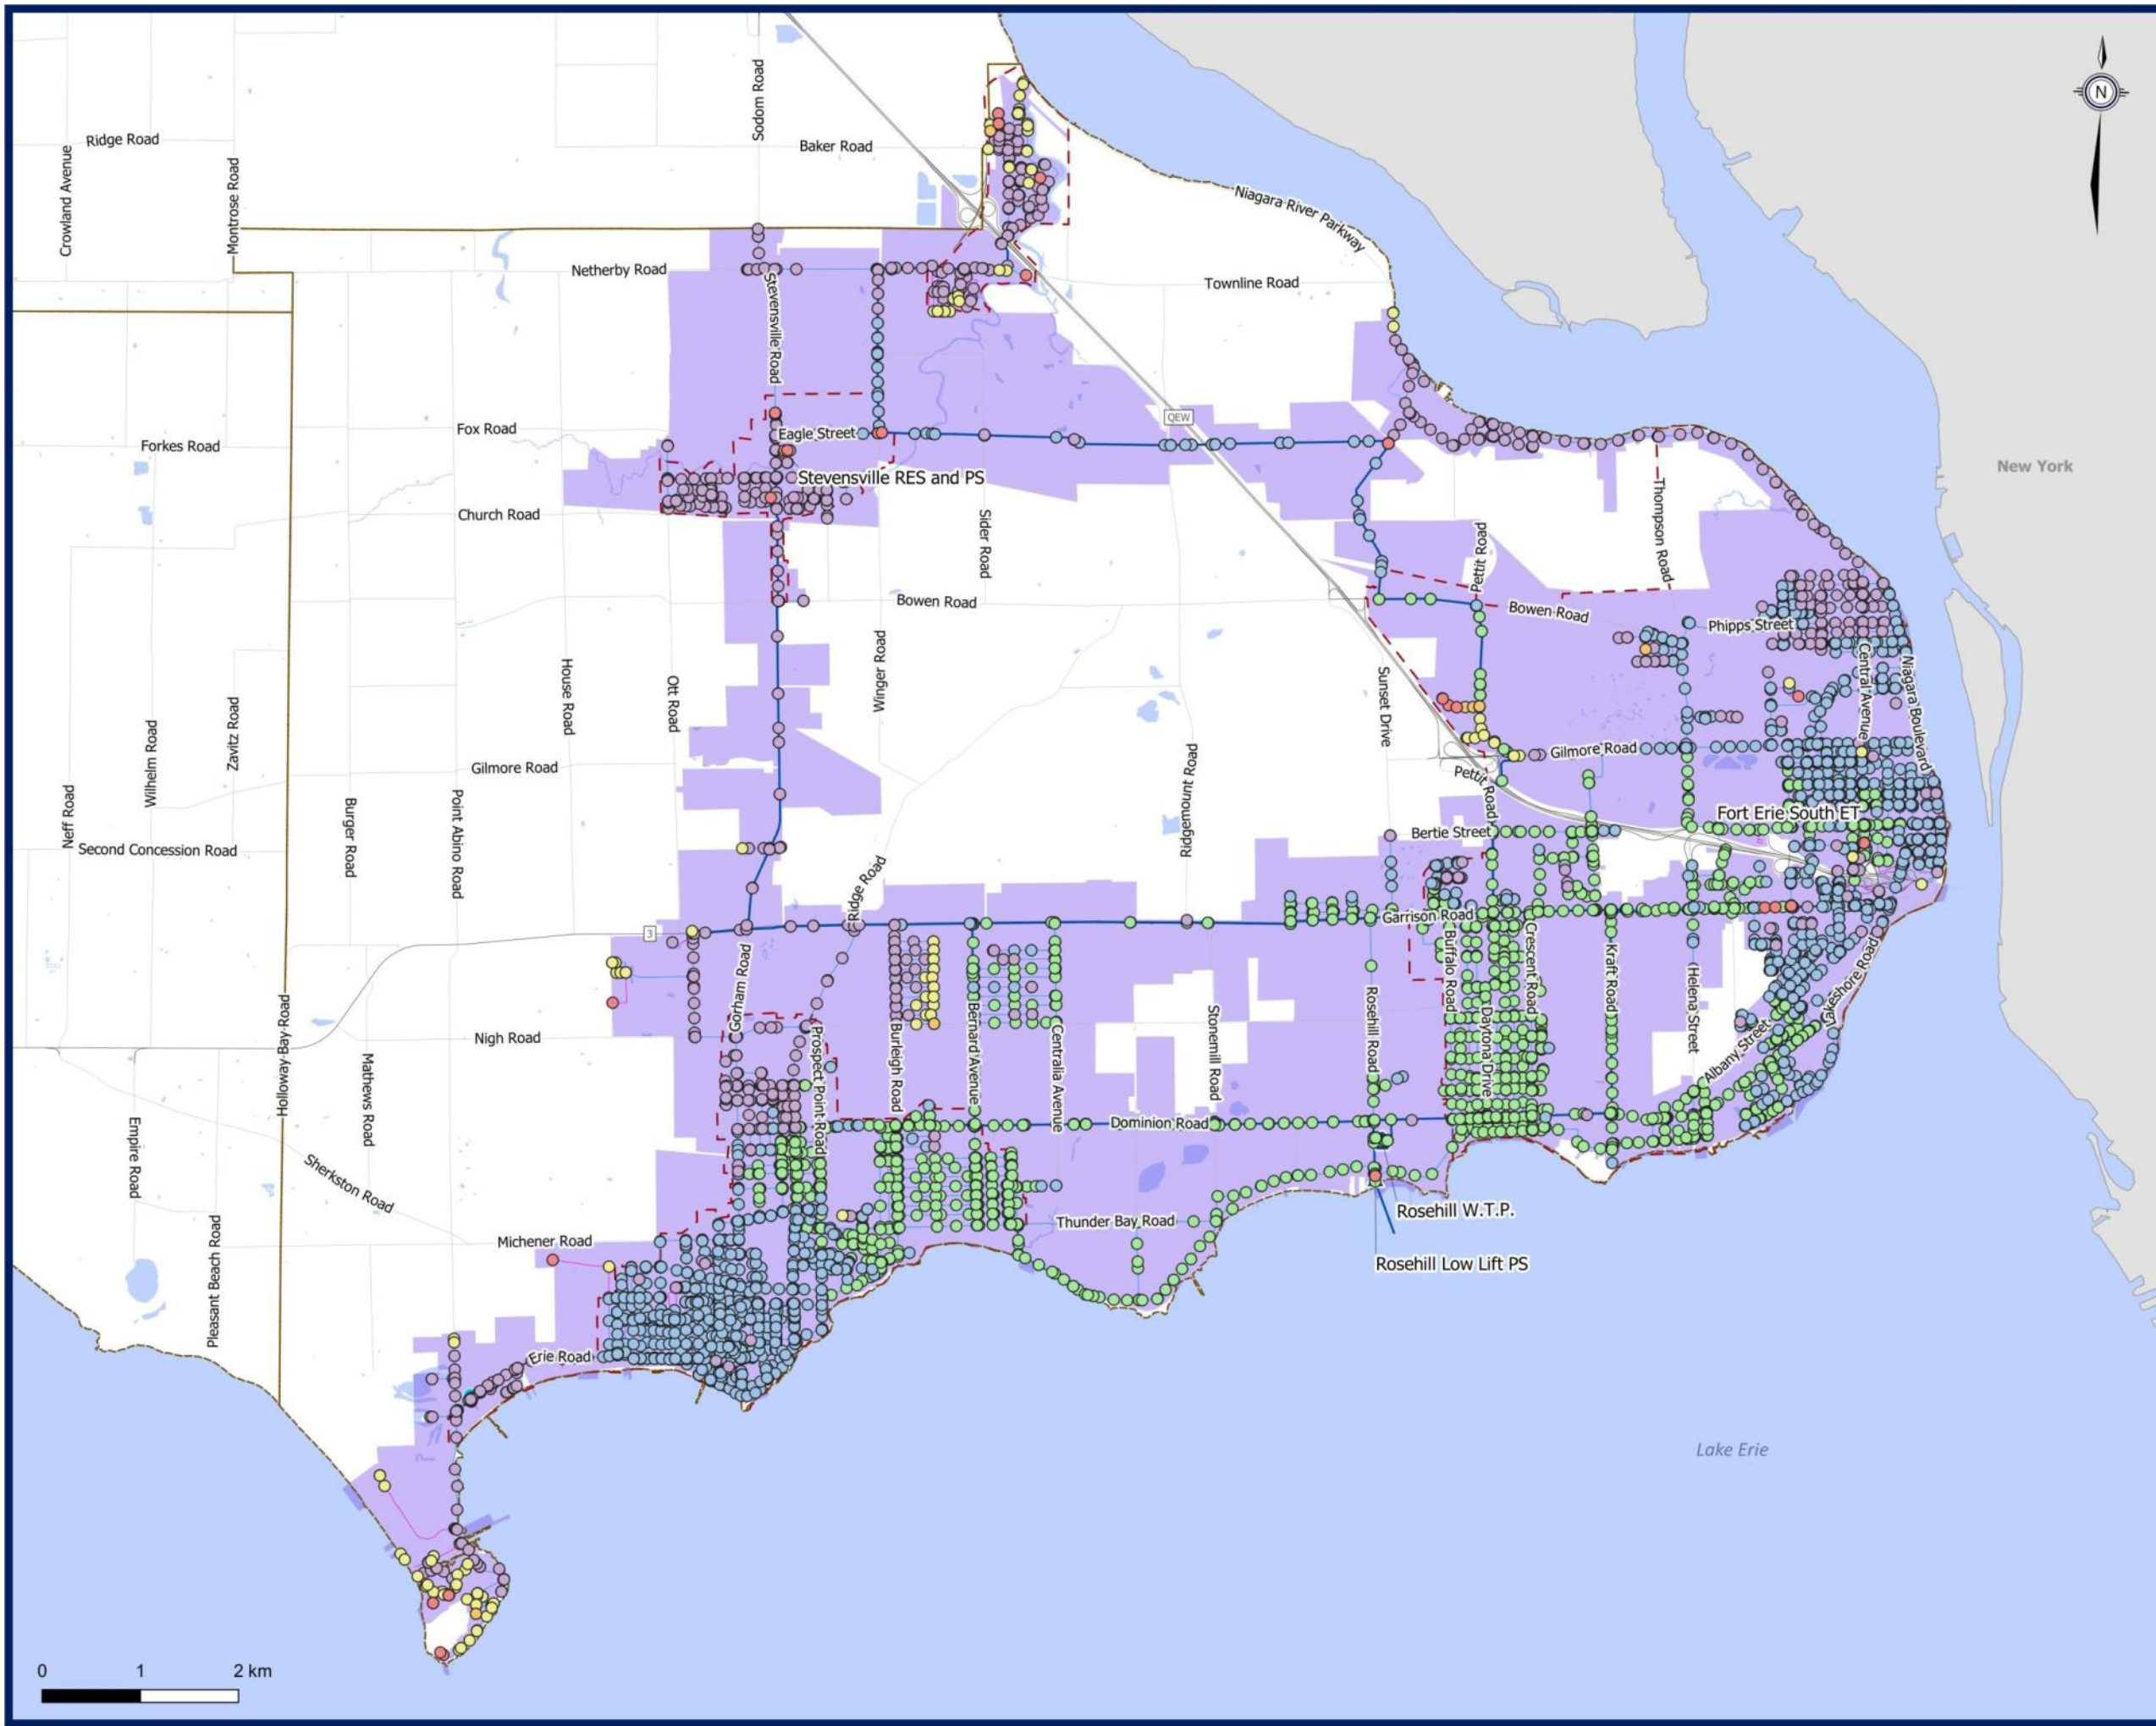 N
Crowland Avenue
Ridge Road
Montrose Road
Sodom Road
Baker Road
Niagara River Parkway
Netherby Road
Townline Road
Stevensville Road
QEW
Forkes Road
Fox Road
Eagle Street
New York
Stevensville RES and PS
Church Road
Sider Road
Pettit Road
Thompson Road
Bowen Road
Bowen Road
Phipps Street
House Road
Ott Road
Winger Road
Sunset Drive
Central Avenue
Niagara Boulevard
Wilhelm Road
Zavitz Road
Gilmore Road
Gilmore Road
Ridgemount Road
Pettit Road
Neff Road
Burger Road
Point Abino Road
Fort Erie South ET
Second Concession Road
Bertie Street
Ridge Road
3
Garrison Road
Gorham Road
Buffalo Road
Crescent Road
Kraft Road
Helena Street
Lakeshore Road
Holloway Bay Road
Nigh Road
Prospect Point Road
Burleigh Road
Bernard Avenue
Centralia Avenue
Stonemill Road
Rosehill Road
Daytona Drive
Albany Street
Mathews Road
Empire Road
Dominion Road
Sherkston Road
Rosehill W.T.P.
Thunder Bay Road
Michener Road
Pleasant Beach Road
Rosehill Low Lift PS
Erie Road
Lake Erie
0 1 2 km